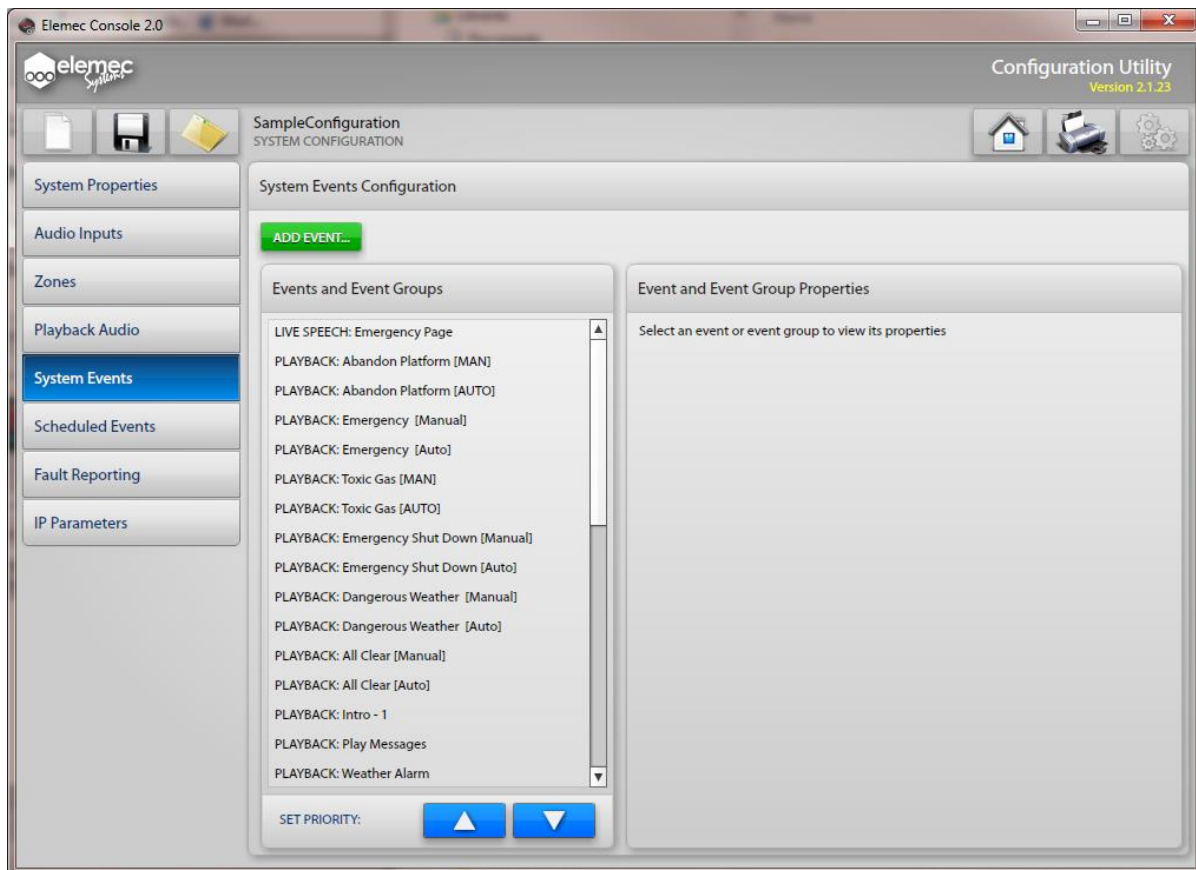 Elemec Console 2.0
elemec
Systems
Configuration Utility
Version 2.1.23
SampleConfiguration
SYSTEM CONFIGURATION
System Properties
Audio Inputs
Zones
Playback Audio
System Events
Scheduled Events
Fault Reporting
IP Parameters
System Events Configuration
ADD EVENT...
Events and Event Groups
LIVE SPEECH: Emergency Page
PLAYBACK: Abandon Platform [MAN]
PLAYBACK: Abandon Platform [AUTO]
PLAYBACK: Emergency [Manual]
PLAYBACK: Emergency [Auto]
PLAYBACK: Toxic Gas [MAN]
PLAYBACK: Toxic Gas [AUTO]
PLAYBACK: Emergency Shut Down [Manual]
PLAYBACK: Emergency Shut Down [Auto]
PLAYBACK: Dangerous Weather [Manual]
PLAYBACK: Dangerous Weather [Auto]
PLAYBACK: All Clear [Manual]
PLAYBACK: All Clear [Auto]
PLAYBACK: Intro - 1
PLAYBACK: Play Messages
PLAYBACK: Weather Alarm
SET PRIORITY:
Event and Event Group Properties
Select an event or event group to view its properties